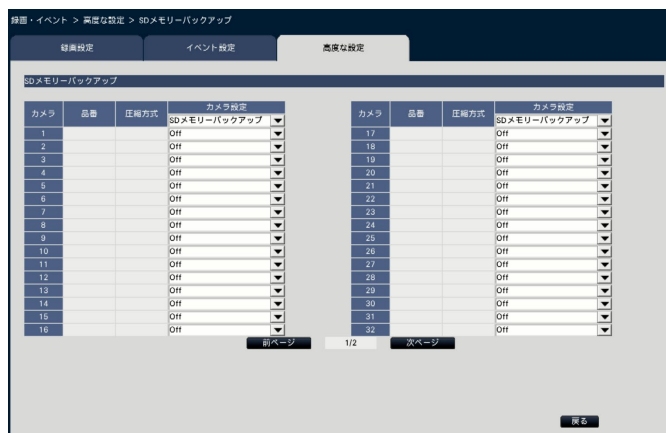 録画・イベント > 高度な設定 > SDメモリーバックアップ
録画設定 イベント設定 高度な設定
SDメモリーバックアップ
カメラ 品番 圧縮方式 カメラ設定 カメラ 品番 圧縮方式 カメラ設定
SDメモリーバックアップ SDメモリーバックアップ
1 Off 17 Off
2 Off 18 Off
3 Off 19 Off
4 Off 20 Off
5 Off 21 Off
6 Off 22 Off
7 Off 23 Off
8 Off 24 Off
9 Off 25 Off
10 Off 26 Off
11 Off 27 Off
12 Off 28 Off
13 Off 29 Off
14 Off 30 Off
15 Off 31 Off
16 Off 32 Off
前ページ 1/2 次ページ
戻る